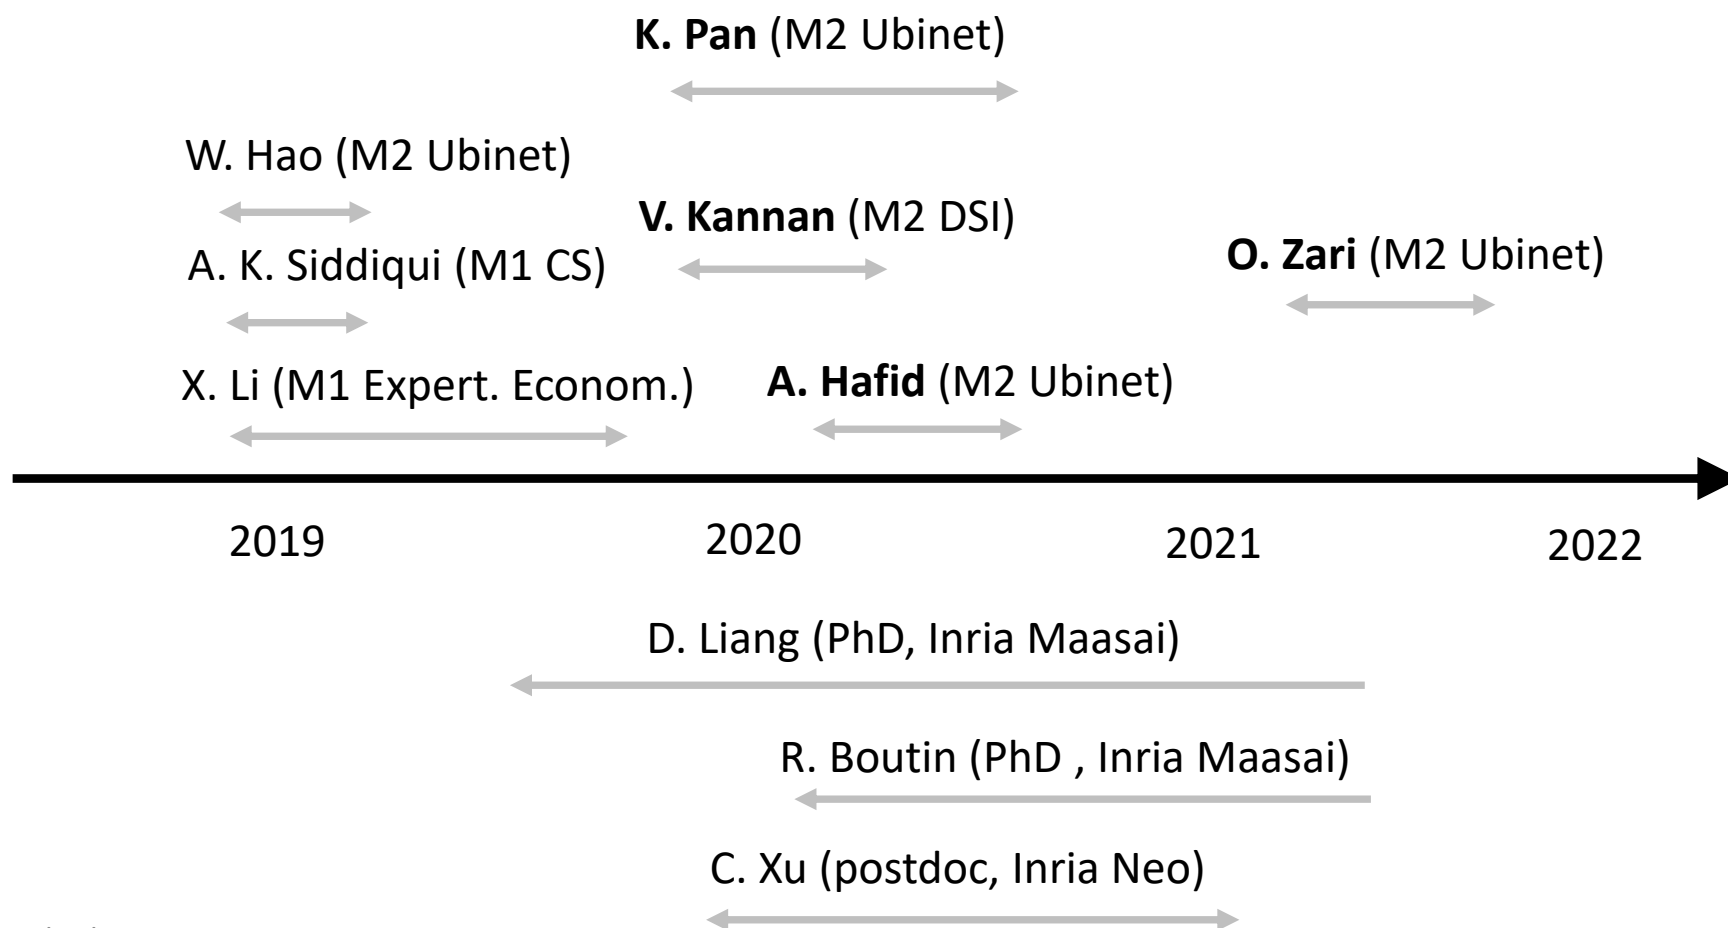 K. Pan (M2 Ubinet)
W. Hao (M2 Ubinet)
V. Kannan (M2 DSI)
A. K. Siddiqui (M1 CS)
O. Zari (M2 Ubinet)
X. Li (M1 Expert. Econom.)
A. Hafid (M2 Ubinet)
2019
2020
2021
2022
D. Liang (PhD, Inria Maasai)
R. Boutin (PhD , Inria Maasai)
C. Xu (postdoc, Inria Neo)